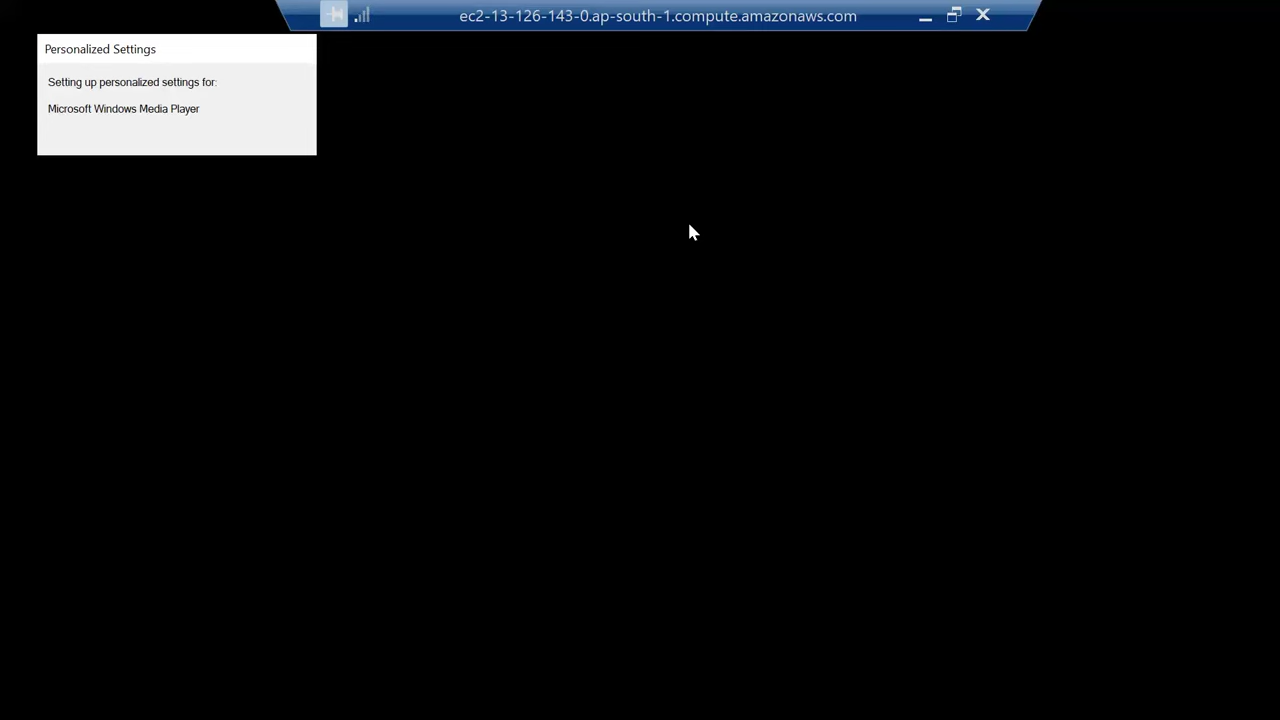 ec2-13-126-143-0.ap-south-1.compute.amazonaws.com
Personalized Settings
Setting up personalized settings for:
Microsoft Windows Media Player